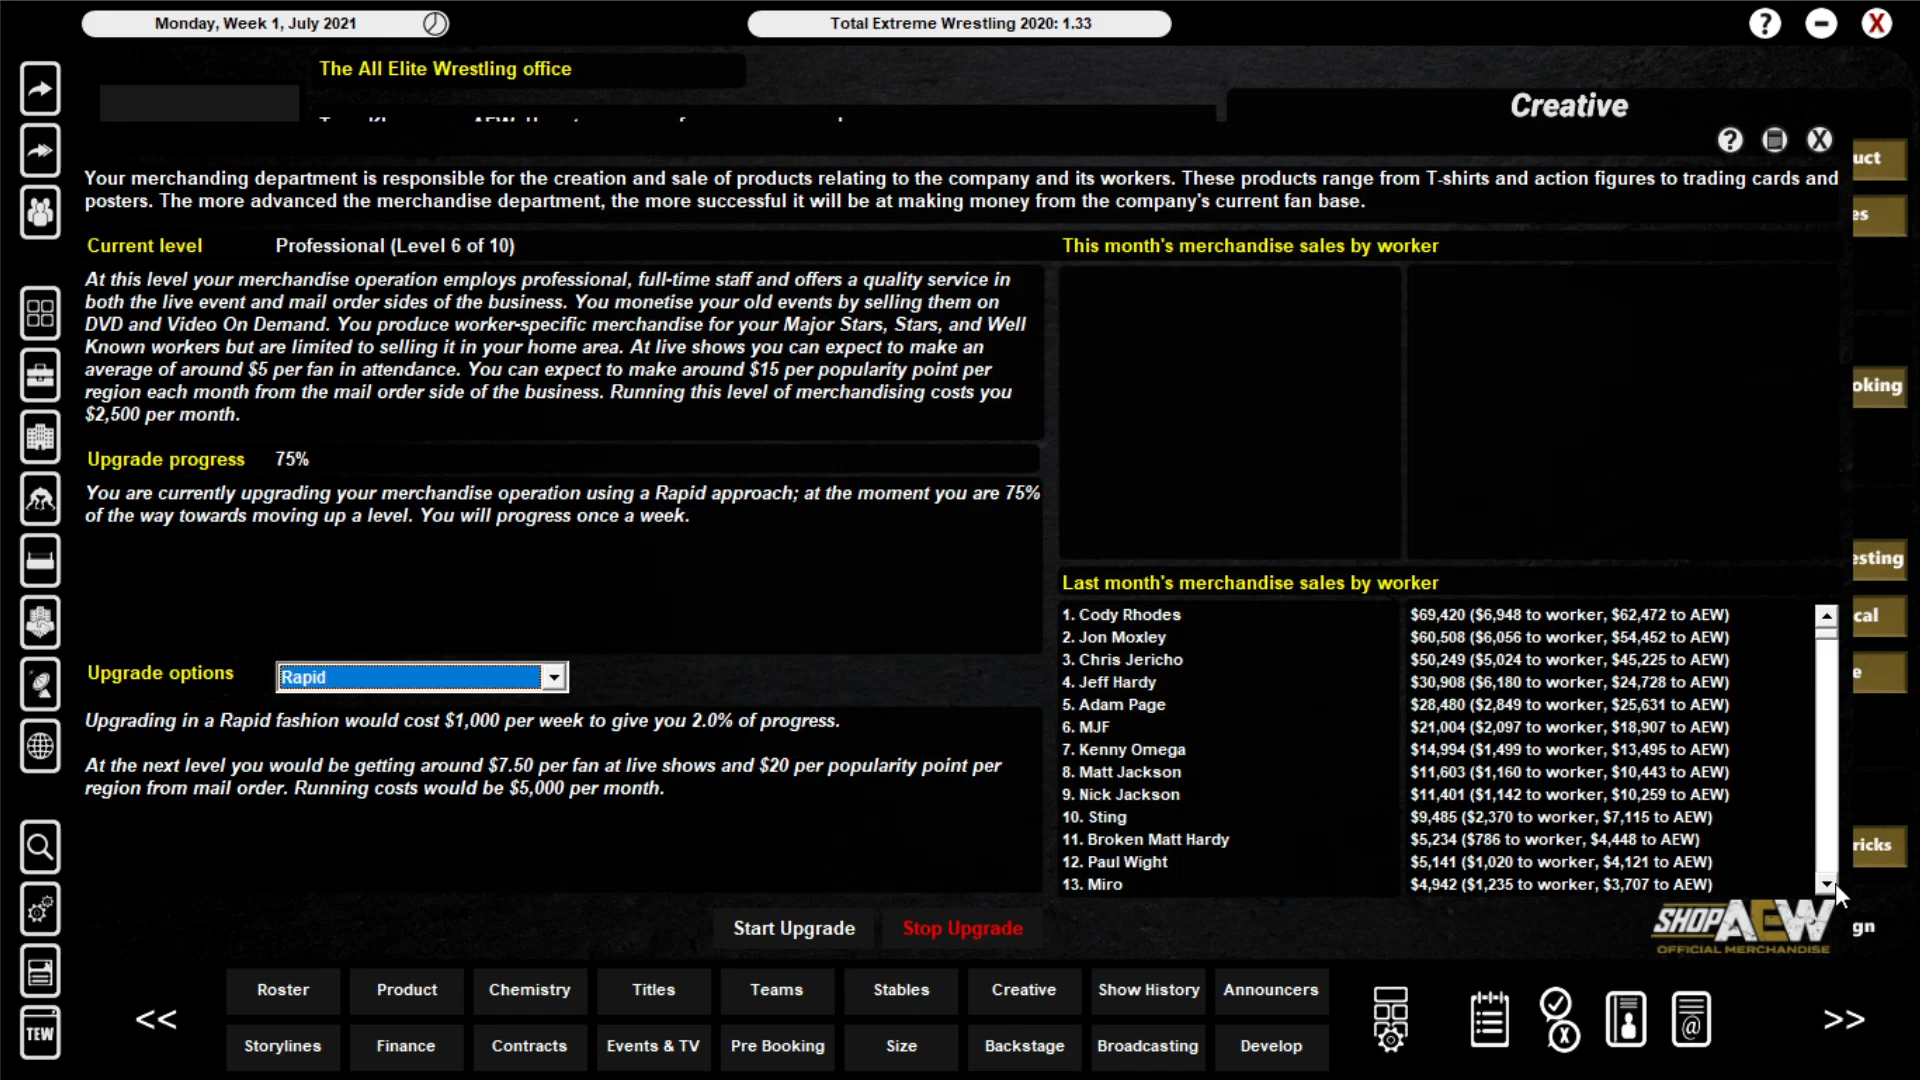 Monday, Week 1, July 2021
Total Extreme Wrestling 2020: 1.33
? X
The All Elite Wrestling office
Creative
? X
Your merchanding department is responsible for the creation and sale of products relating to the company and its workers. These products range from T-shirts and action figures to trading cards and
posters. The more advanced the merchandise department, the more successful it will be at making money from the company's current fan base.
uct
es
oking
esting
cal
e
ricks
gn
Current level Professional (Level 6 of 10)
At this level your merchandise operation employs professional, full-time staff and offers a quality service in
both the live event and mail order sides of the business. You monetise your old events by selling them on
DVD and Video On Demand. You produce worker-specific merchandise for your Major Stars, Stars, and Well
Known workers but are limited to selling it in your home area. At live shows you can expect to make an
average of around $5 per fan in attendance. You can expect to make around $15 per popularity point per
region each month from the mail order side of the business. Running this level of merchandising costs you
$2,500 per month.
Upgrade progress 75%
You are currently upgrading your merchandise operation using a Rapid approach; at the moment you are 75%
of the way towards moving up a level. You will progress once a week.
Upgrade options Rapid
Upgrading in a Rapid fashion would cost $1,000 per week to give you 2.0% of progress.
At the next level you would be getting around $7.50 per fan at live shows and $20 per popularity point per
region from mail order. Running costs would be $5,000 per month.
This month's merchandise sales by worker
Last month's merchandise sales by worker
1. Cody Rhodes $69,420 ($6,948 to worker, $62,472 to AEW)
2. Jon Moxley $60,508 ($6,056 to worker, $54,452 to AEW)
3. Chris Jericho $50,249 ($5,024 to worker, $45,225 to AEW)
4. Jeff Hardy $30,908 ($6,180 to worker, $24,728 to AEW)
5. Adam Page $28,480 ($2,849 to worker, $25,631 to AEW)
6. MJF $21,004 ($2,097 to worker, $18,907 to AEW)
7. Kenny Omega $14,994 ($1,499 to worker, $13,495 to AEW)
8. Matt Jackson $11,603 ($1,160 to worker, $10,443 to AEW)
9. Nick Jackson $11,401 ($1,142 to worker, $10,259 to AEW)
10. Sting $9,485 ($2,370 to worker, $7,115 to AEW)
11. Broken Matt Hardy $5,234 ($786 to worker, $4,448 to AEW)
12. Paul Wight $5,141 ($1,020 to worker, $4,121 to AEW)
13. Miro $4,942 ($1,235 to worker, $3,707 to AEW)
Start Upgrade Stop Upgrade
SHOP AEW
OFFICIAL MERCHANDISE
TEW
<< Roster Product Chemistry Titles Teams Stables Creative Show History Announcers >>
Storylines Finance Contracts Events & TV Pre Booking Size Backstage Broadcasting Develop